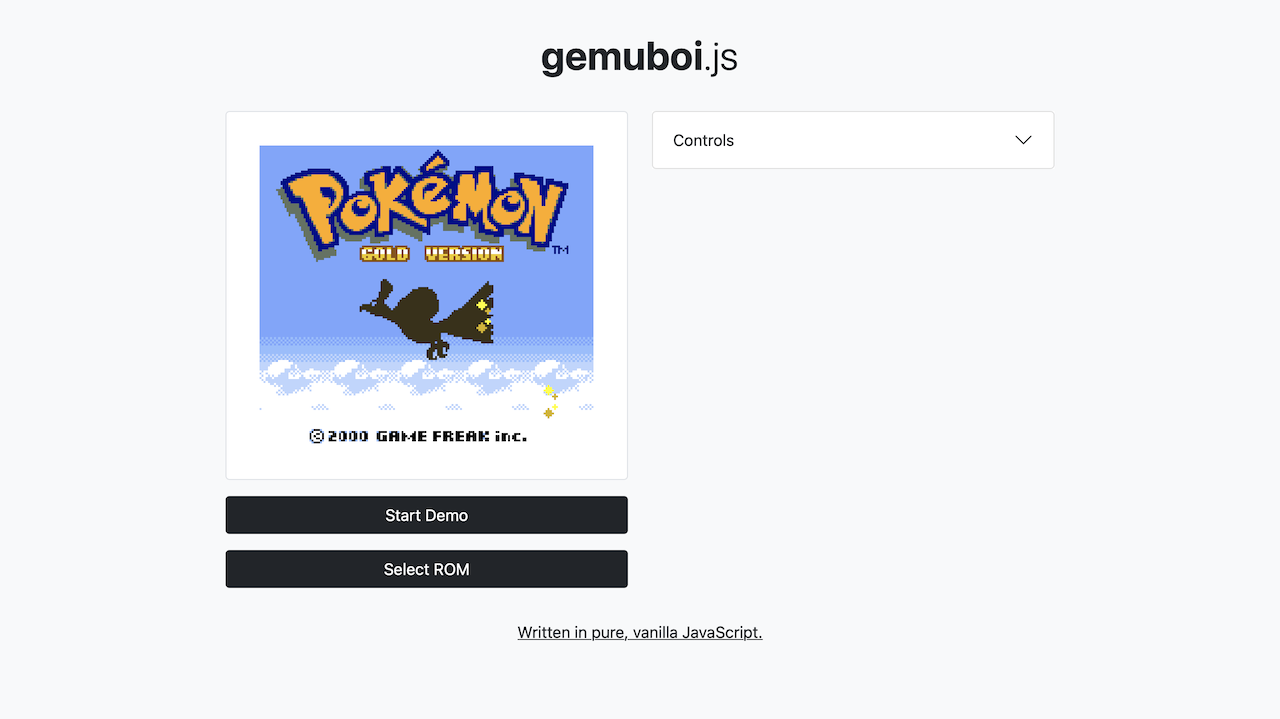 gemuboi.js
Controls
POKéMON
GOLD VERSION TM
©2000 GAME FREAK inc.
Start Demo
Select ROM
Written in pure, vanilla JavaScript.